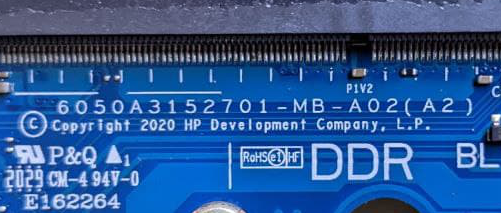 P1V2
C
6050A3152701-MB-A02(A2)
© Copyright 2020 HP Development Company, L.P.
P&Q 1
RoHS e1 HF
DDR
BL
2029 CM-4 94V-0
E162264